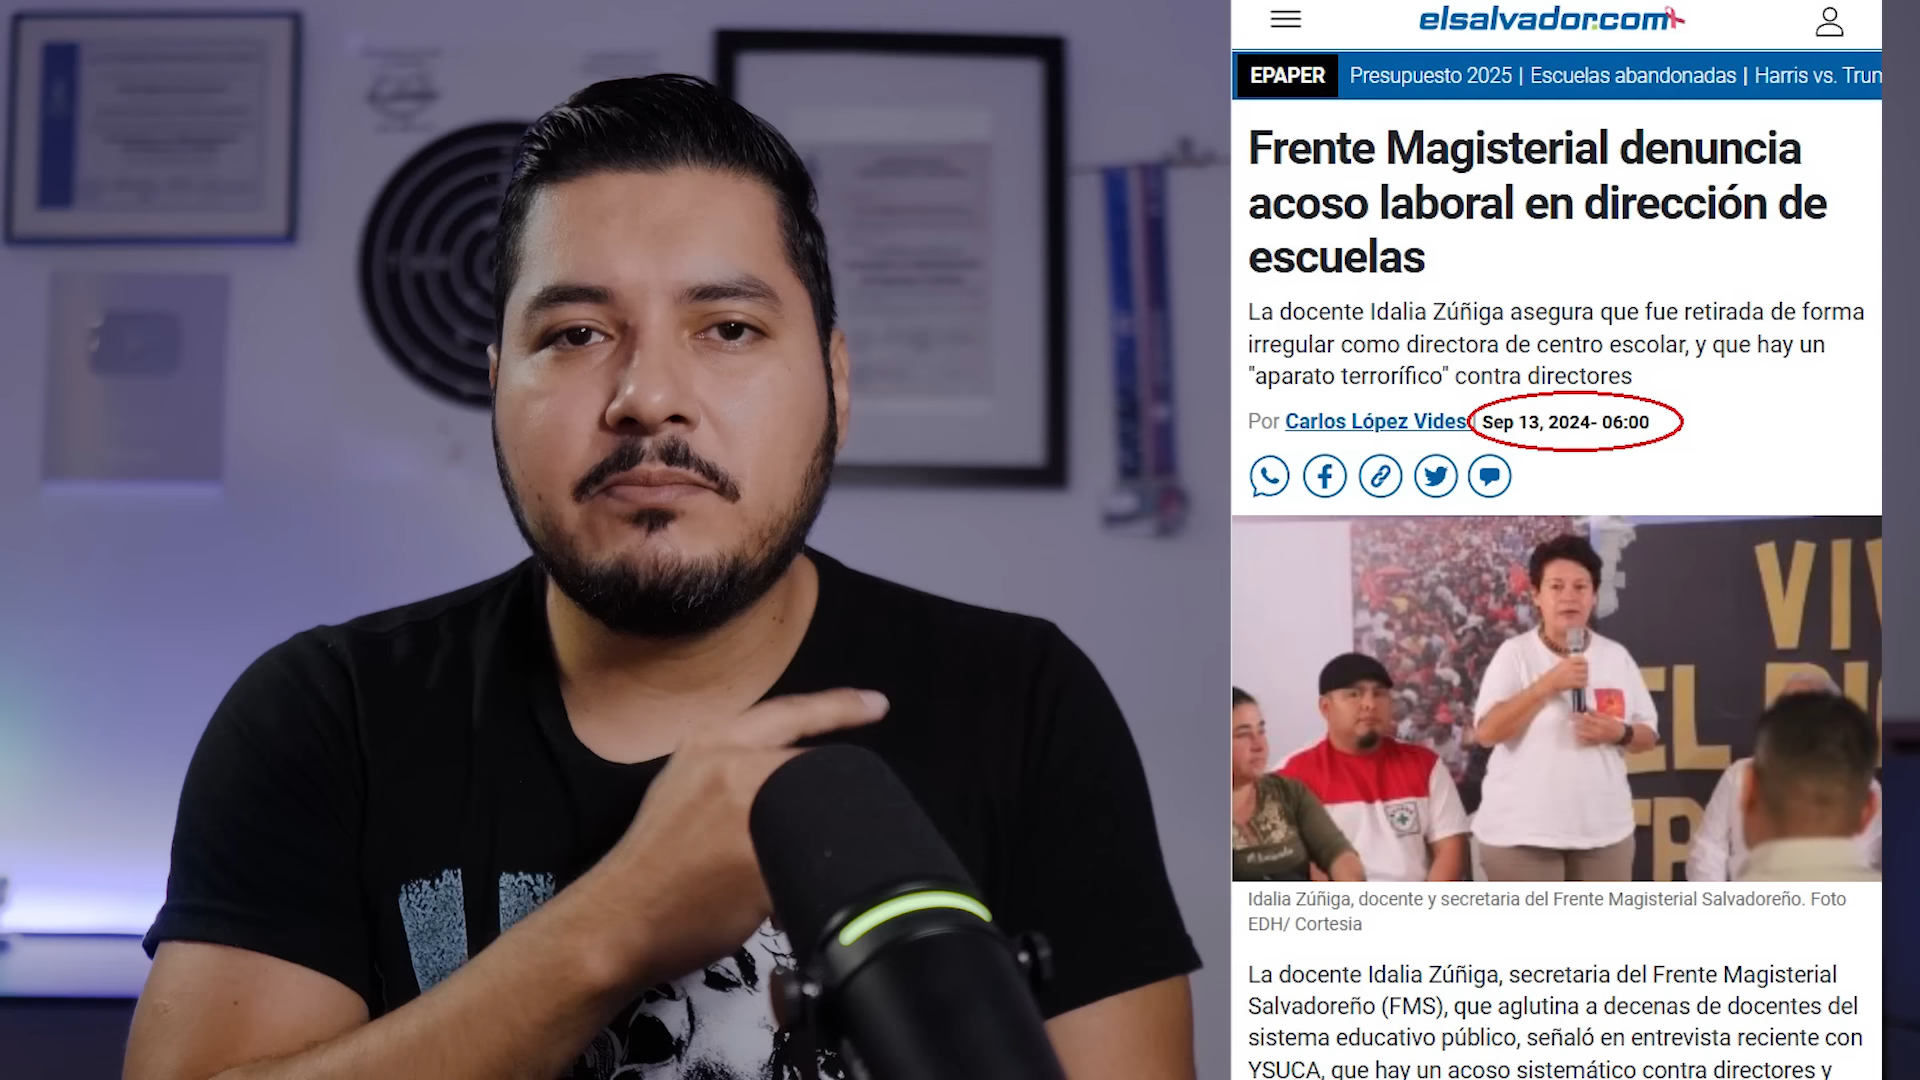 elsalvador.com
EPAPER Presupuesto 2025 | Escuelas abandonadas | Harris vs. Trum
Frente Magisterial denuncia
acoso laboral en dirección de
escuelas
La docente Idalia Zúñiga asegura que fue retirada de forma
irregular como directora de centro escolar, y que hay un
"aparato terrorífico" contra directores
Por Carlos López Vides Sep 13, 2024- 06:00
VIV
EL
Idalia Zúñiga, docente y secretaria del Frente Magisterial Salvadoreño. Foto
EDH/ Cortesia
La docente Idalia Zúñiga, secretaria del Frente Magisterial
Salvadoreño (FMS), que aglutina a decenas de docentes del
sistema educativo público, señaló en entrevista reciente con
YSUCA, que hay un acoso sistemático contra directores y